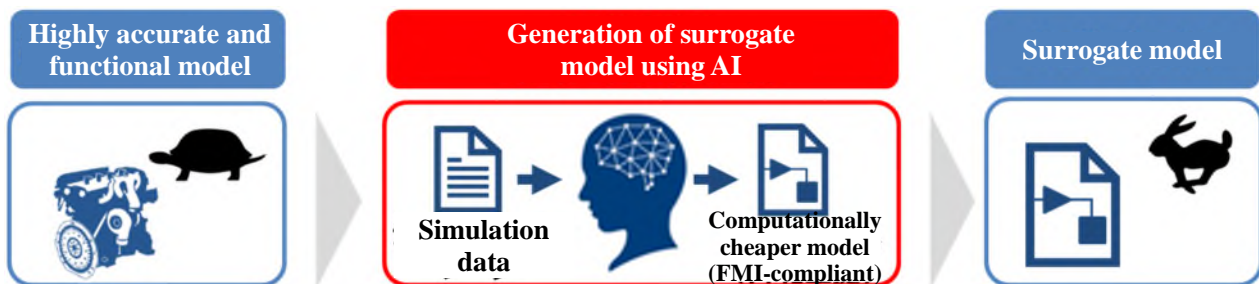 Highly accurate and
functional model
Generation of surrogate
model using AI
Surrogate model
Simulation
data
Computationally
cheaper model
(FMI-compliant)